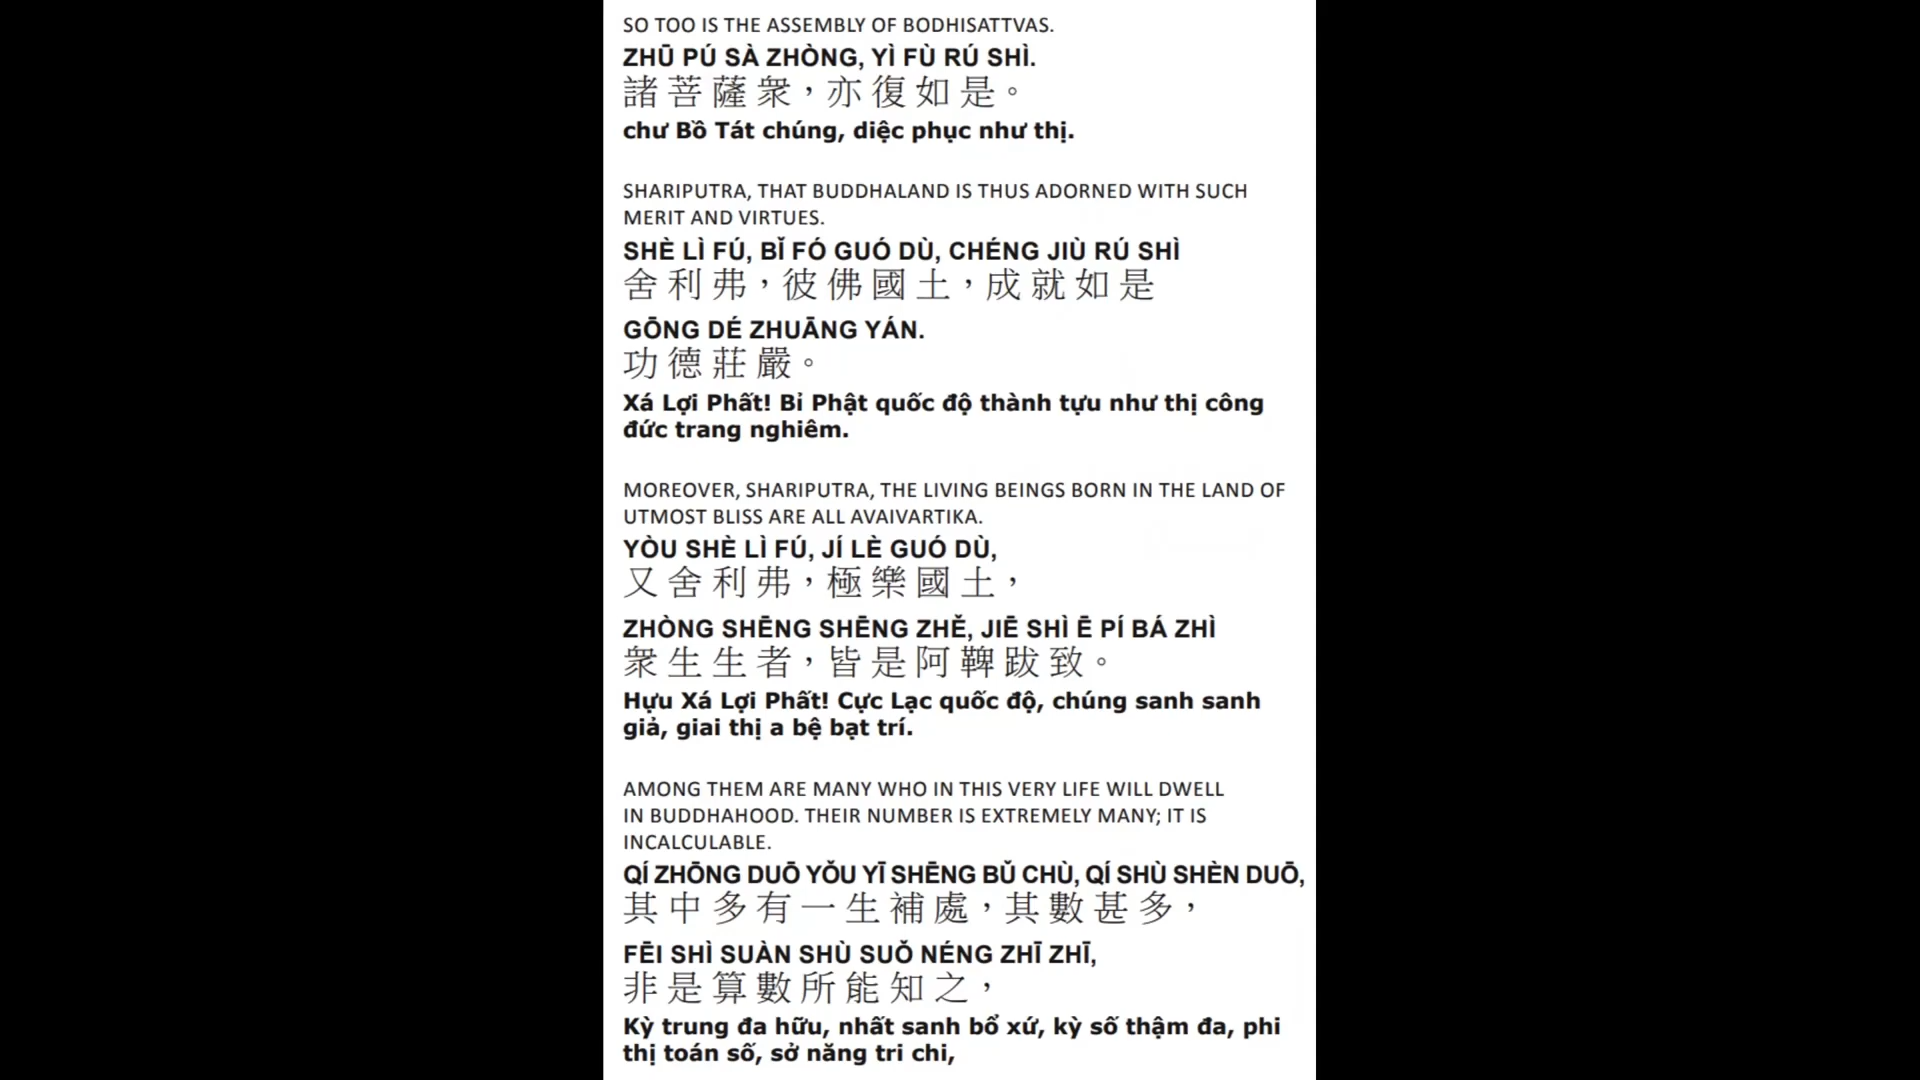 SO TOO IS THE ASSEMBLY OF BODHISATTVAS.
ZHŪ PÚ SÀ ZHÒNG, YÌ FÙ RÚ SHÌ.
諸菩薩衆，亦復如是。
chư Bồ Tát chúng, diệc phục như thị.
SHARIPUTRA, THAT BUDDHALAND IS THUS ADORNED WITH SUCH
MERIT AND VIRTUES.
SHÈ LÌ FÚ, BǏ FÓ GUÓ DÙ, CHÉNG JIÙ RÚ SHÌ
舍利弗，彼佛國土，成就如是
GŌNG DÉ ZHUĀNG YÁN.
功德莊嚴。
Xá Lợi Phất! Bỉ Phật quốc độ thành tựu như thị công
đức trang nghiêm.
MOREOVER, SHARIPUTRA, THE LIVING BEINGS BORN IN THE LAND OF
UTMOST BLISS ARE ALL AVAIVARTIKA.
YÒU SHÈ LÌ FÚ, JÍ LÈ GUÓ DÙ,
又舍利弗，極樂國土，
ZHÒNG SHĒNG SHĒNG ZHĚ, JIĒ SHÌ Ē PÍ BÁ ZHÌ
衆生生者，皆是阿鞞跋致。
Hựu Xá Lợi Phất! Cực Lạc quốc độ, chúng sanh sanh
giả, giai thị a bệ bạt trí.
AMONG THEM ARE MANY WHO IN THIS VERY LIFE WILL DWELL
IN BUDDHAHOOD. THEIR NUMBER IS EXTREMELY MANY; IT IS
INCALCULABLE.
QÍ ZHŌNG DUŌ YǑU YĪ SHĒNG BǓ CHÙ, QÍ SHÙ SHÈN DUŌ,
其中多有一生補處，其數甚多，
FĒI SHÌ SUÀN SHÙ SUǑ NÉNG ZHĪ ZHĪ,
非是算數所能知之，
Kỳ trung đa hữu, nhất sanh bổ xứ, kỳ số thậm đa, phi
thị toán số, sở năng tri chi,